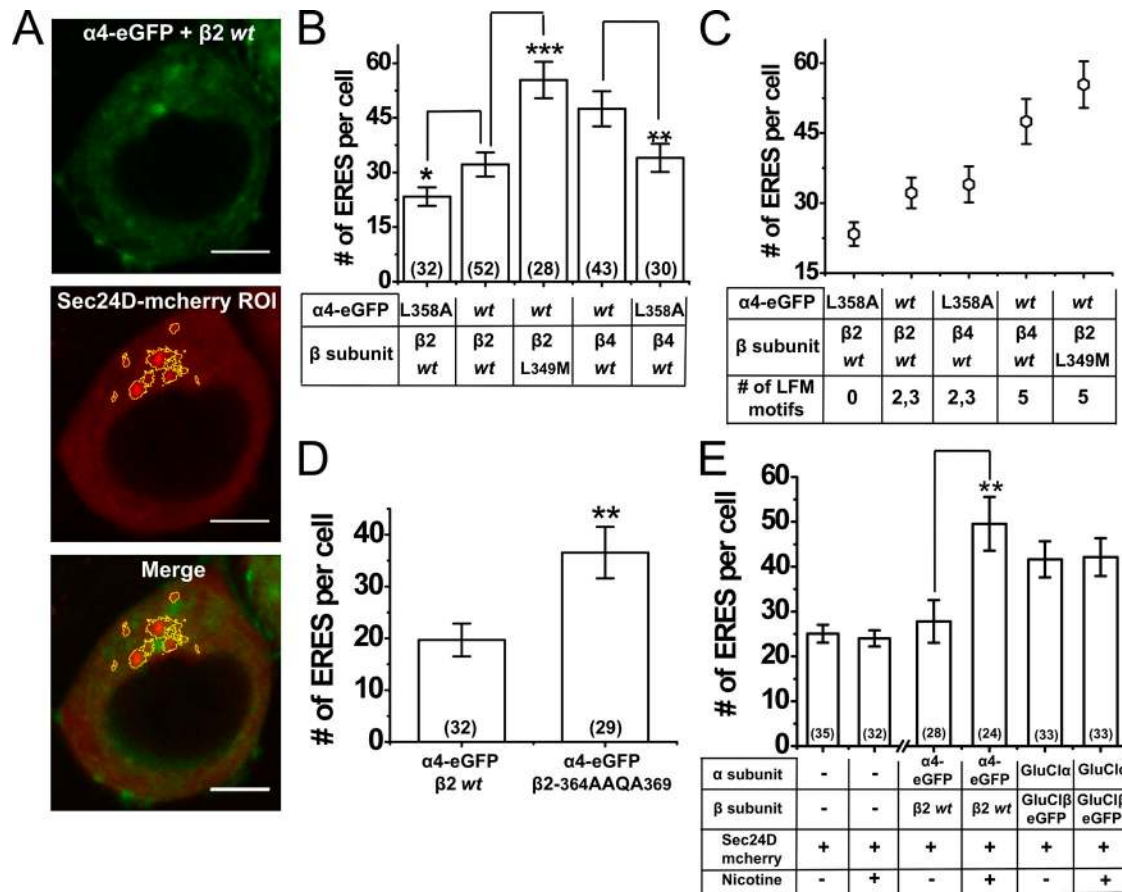 A
α4-eGFP + β2 wt
Sec24D-mcherry ROI
Merge
B
# of ERES per cell
60
45
30
15
0
*
***
**
(32) (52) (28) (43) (30)
α4-eGFP L358A wt wt wt L358A
β subunit β2 wt β2 wt β2 L349M β4 wt β4 wt
C
# of ERES per cell
60
45
30
15
α4-eGFP L358A wt L358A wt wt
β subunit β2 wt β2 wt β4 wt β4 wt β2 L349M
# of LFM motifs 0 2,3 2,3 5 5
D
# of ERES per cell
40
30
20
10
0
**
(32) (29)
α4-eGFP α4-eGFP
β2 wt β2-364AAQA369
E
# of ERES per cell
60
50
40
30
20
10
0
**
(35) (32) (28) (24) (33) (33)
α subunit - - α4-eGFP α4-eGFP GluClα GluClα
β subunit - - β2 wt β2 wt GluClβ eGFP GluClβ eGFP
Sec24D mcherry + + + + + +
Nicotine - + - + - +